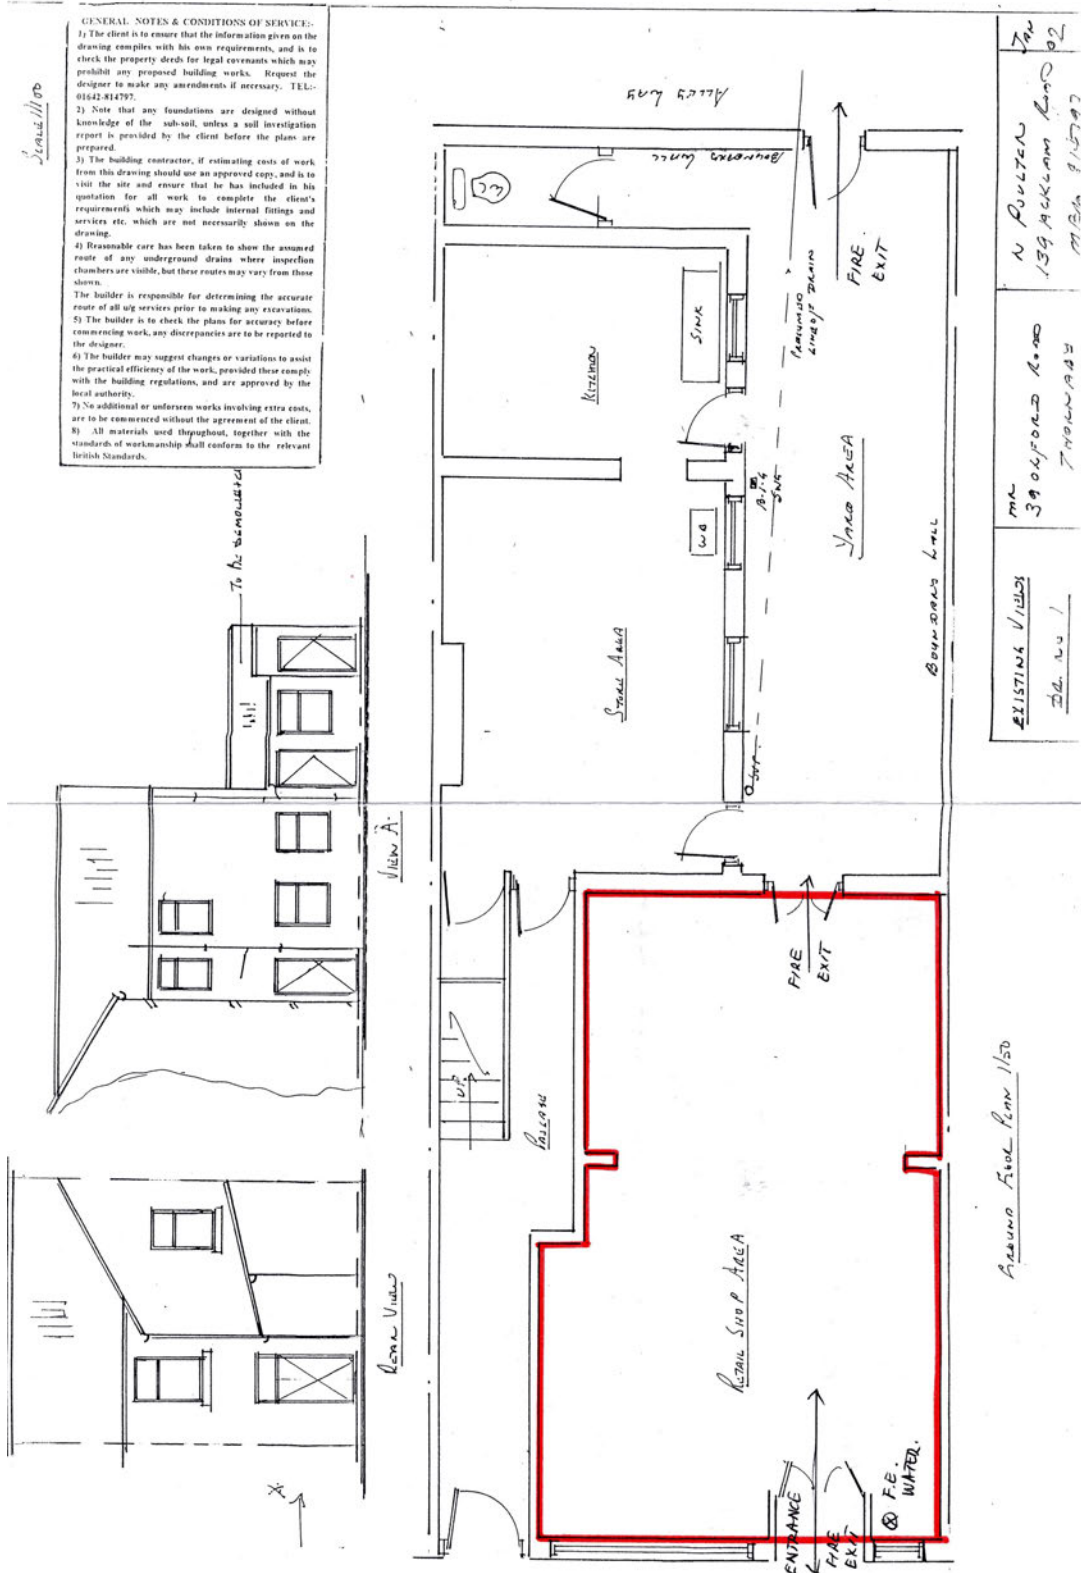 GENERAL NOTES & CONDITIONS OF SERVICE:-
1) The client is to ensure that the information given on the
drawing complies with his own requirements, and is to
check the property deeds for legal covenants which may
prohibit any proposed building works. Request the
designer to make any amendments if necessary. TEL:-
01642-814797.
2) Note that any foundations are designed without
knowledge of the sub-soil, unless a soil investigation
report is provided by the client before the plans are
prepared.
3) The building contractor, if estimating costs of work
from this drawing should use an approved copy, and is to
visit the site and ensure that he has included in his
quotation for all work to complete the client's
requirements which may include internal fittings and
services etc. which are not necessarily shown on the
drawing.
4) Reasonable care has been taken to show the assumed
route of any underground drains where inspection
chambers are visible, but these routes may vary from those
shown.
The builder is responsible for determining the accurate
route of all u/g services prior to making any excavations.
5) The builder is to check the plans for accuracy before
commencing work, any discrepancies are to be reported to
the designer.
6) The builder may suggest changes or variations to assist
the practical efficiency of the work, provided these comply
with the building regulations, and are approved by the
local authority.
7) No additional or unforseen works involving extra costs,
are to be commenced without the agreement of the client.
8) All materials used throughout, together with the
standards of workmanship shall conform to the relevant
British Standards.
SCALE 1/100
TO BE DEMOLISHED
VIEW A.
REAR VIEW
A
ALLEY WAY
BOUNDARY WALL
FIRE
EXIT
PRESUMED
LINE OF DRAIN
KITCHEN
SINK
WB
STORE AREA
YARD AREA
BOUNDARY WALL
SVP.
FIRE
EXIT
UP.
PASSAGE
RETAIL SHOP AREA
ENTRANCE
FIRE
EXIT
F.E.
WATER.
GROUND FLOOR PLAN 1/50
EXISTING VIEWS
DR. NO 1
MR
39 OXFORD ROAD
THORNABY
N POULTER
139 ACKLAM ROAD
JAN
02